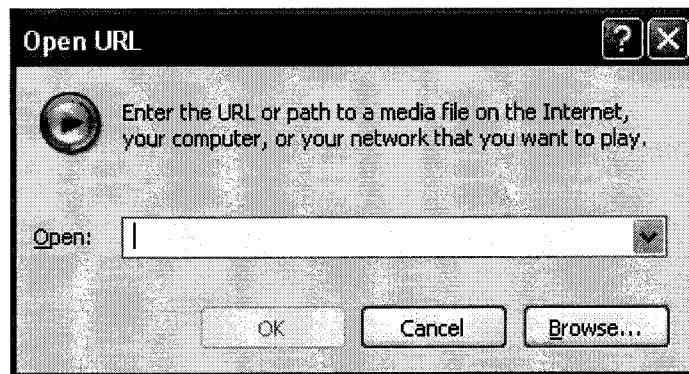 Open URL
Enter the URL or path to a media file on the Internet,
your computer, or your network that you want to play.
Open:
OK
Cancel
Browse...